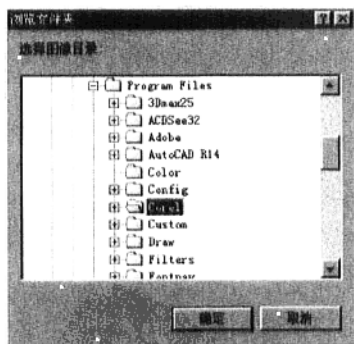 浏览文件夹
选择图像目录:
Program Files
3Dmax25
ACDSee32
Adobe
AutoCAD R14
Color
Config
Corel
Custom
Draw
Filters
Fontnav
确定
取消